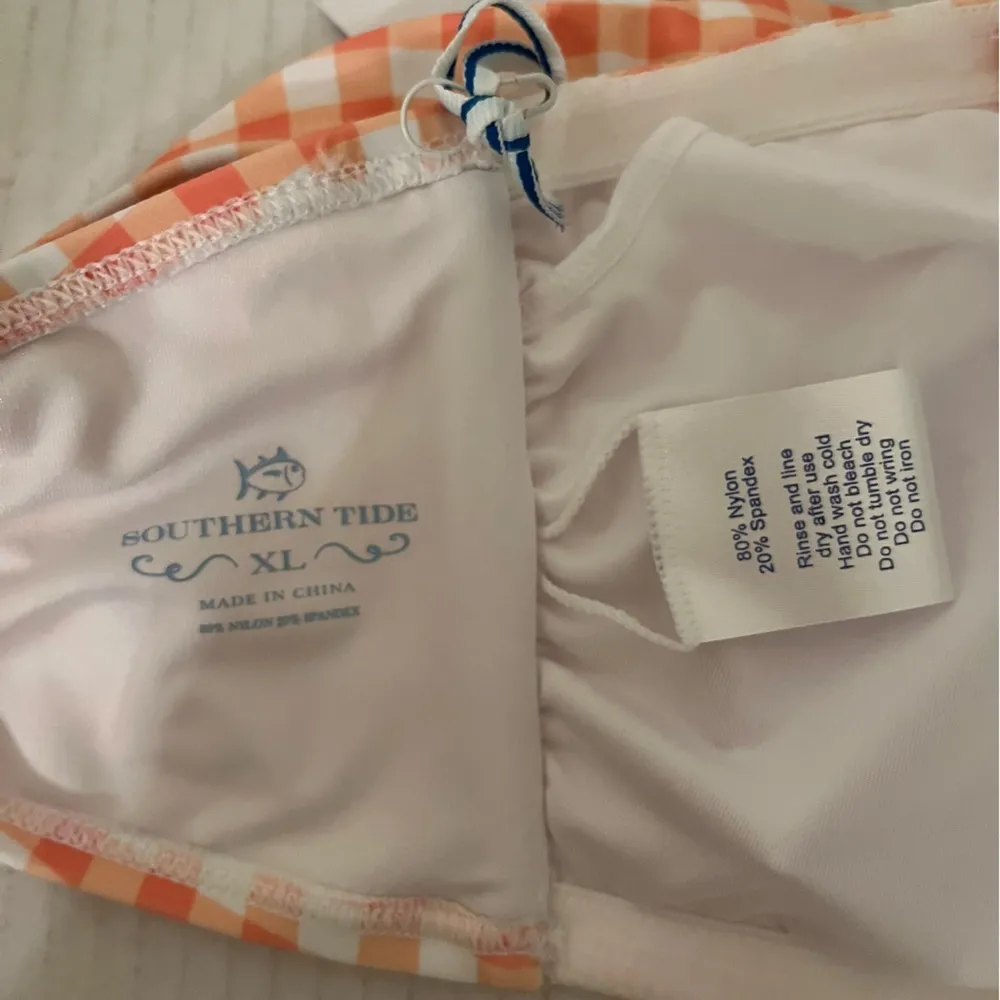 SOUTHERN TIDE
XL
MADE IN CHINA
80% NYLON 20% SPANDEX
80% Nylon
20% Spandex
Rinse and line
dry after use
Hand wash cold
Do not bleach
Do not tumble dry
Do not wring
Do not iron